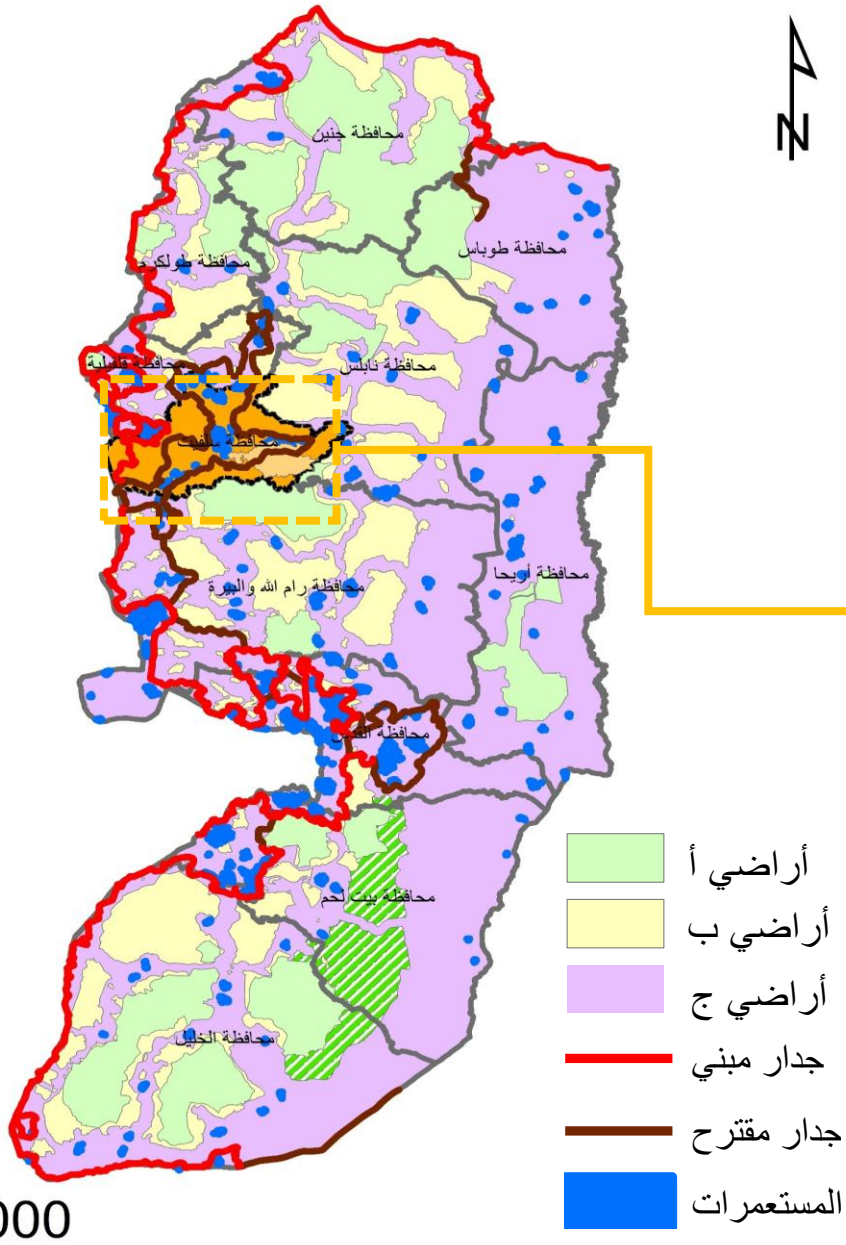 N
محافظة جنين
محافظة طوباس
محافظة طولكرم
محافظة نابلس
محافظة قلقيلية
محافظة سلفيت
محافظة أريحا
محافظة رام الله والبيرة
محافظة القدس
محافظة بيت لحم
محافظة الخليل
أراضي أ
أراضي ب
أراضي ج
جدار مبني
جدار مقترح
المستعمرات
000